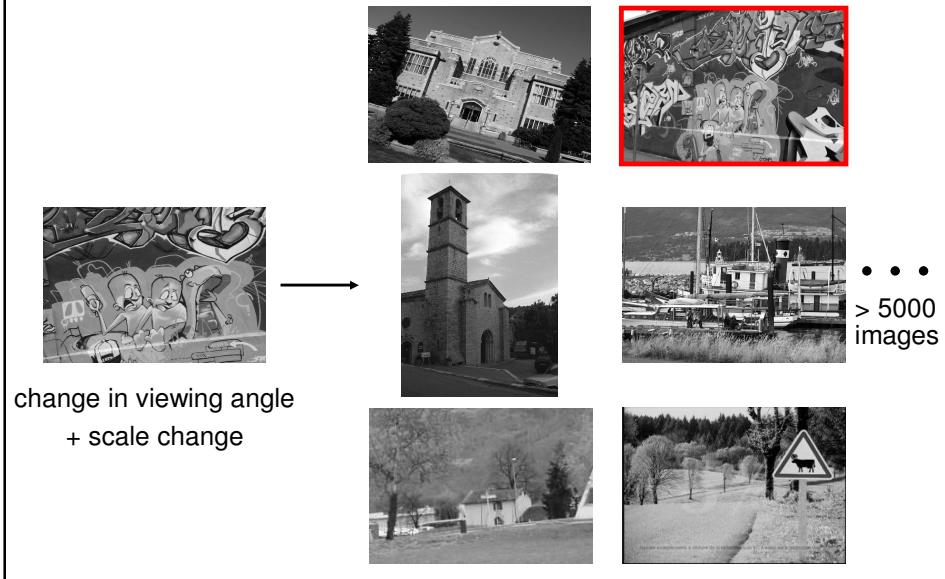 change in viewing angle
+ scale change
• • •
> 5000
images